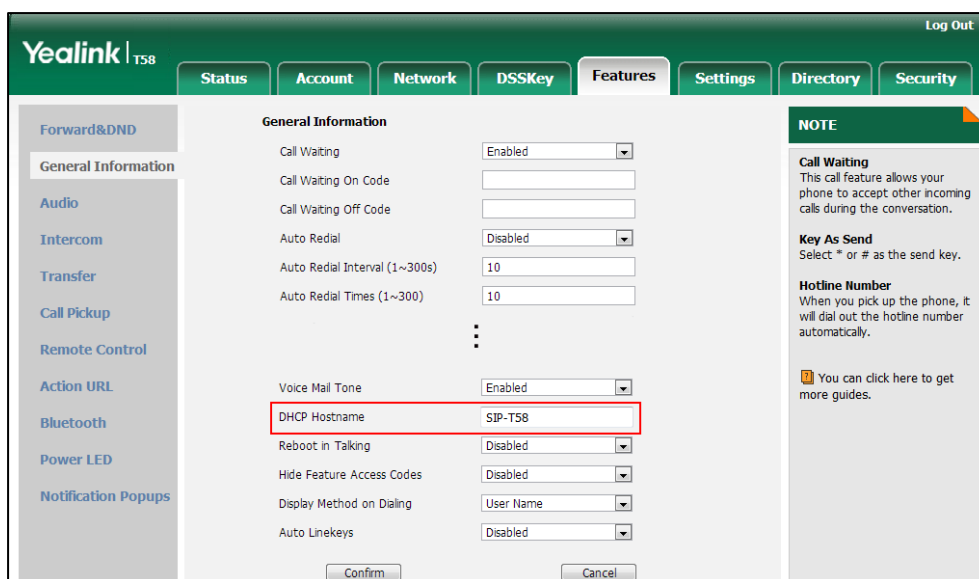 Log Out
Yealink | T58
Status Account Network DSSKey Features Settings Directory Security
Forward&DND
General Information
Audio
Intercom
Transfer
Call Pickup
Remote Control
Action URL
Bluetooth
Power LED
Notification Popups
General Information
Call Waiting Enabled
Call Waiting On Code
Call Waiting Off Code
Auto Redial Disabled
Auto Redial Interval (1~300s) 10
Auto Redial Times (1~300) 10
Voice Mail Tone Enabled
DHCP Hostname SIP-T58
Reboot in Talking Disabled
Hide Feature Access Codes Disabled
Display Method on Dialing User Name
Auto Linekeys Disabled
Confirm Cancel
NOTE
Call Waiting
This call feature allows your
phone to accept other incoming
calls during the conversation.
Key As Send
Select * or # as the send key.
Hotline Number
When you pick up the phone, it
will dial out the hotline number
automatically.
You can click here to get
more guides.